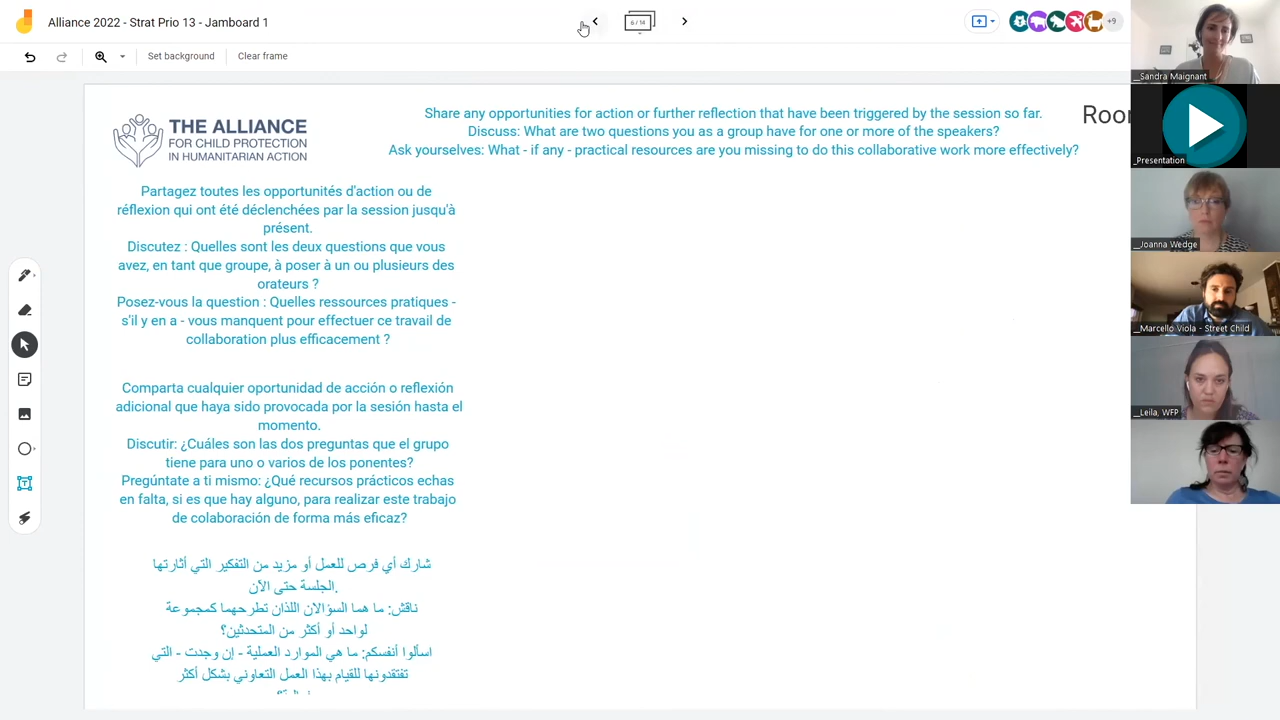 Alliance 2022 - Strat Prio 13 - Jamboard 1
6 / 14
+9
Set background
Clear frame
THE ALLIANCE
FOR CHILD PROTECTION
IN HUMANITARIAN ACTION
Share any opportunities for action or further reflection that have been triggered by the session so far.
Discuss: What are two questions you as a group have for one or more of the speakers?
Ask yourselves: What - if any - practical resources are you missing to do this collaborative work more effectively?
Partagez toutes les opportunités d'action ou de
réflexion qui ont été déclenchées par la session jusqu'à
présent.
Discutez : Quelles sont les deux questions que vous
avez, en tant que groupe, à poser à un ou plusieurs des
orateurs ?
Posez-vous la question : Quelles ressources pratiques -
s'il y en a - vous manquent pour effectuer ce travail de
collaboration plus efficacement ?
Comparta cualquier oportunidad de acción o reflexión
adicional que haya sido provocada por la sesión hasta el
momento.
Discutir: ¿Cuáles son las dos preguntas que el grupo
tiene para uno o varios de los ponentes?
Pregúntate a ti mismo: ¿Qué recursos prácticos echas
en falta, si es que hay alguno, para realizar este trabajo
de colaboración de forma más eficaz?
شارك أي فرص للعمل أو مزيد من التفكير التي أثارتها
الجلسة حتى الآن.
ناقش: ما هما السؤالان اللذان تطرحهما كمجموعة
لواحد أو أكثر من المتحدثين؟
اسألوا أنفسكم: ما هي الموارد العملية - إن وجدت - التي
تفتقدونها للقيام بهذا العمل التعاوني بشكل أكثر
__Sandra Maignant
_Presentation
__Joanna Wedge
__Marcello Viola - Street Child
__Leila, WFP